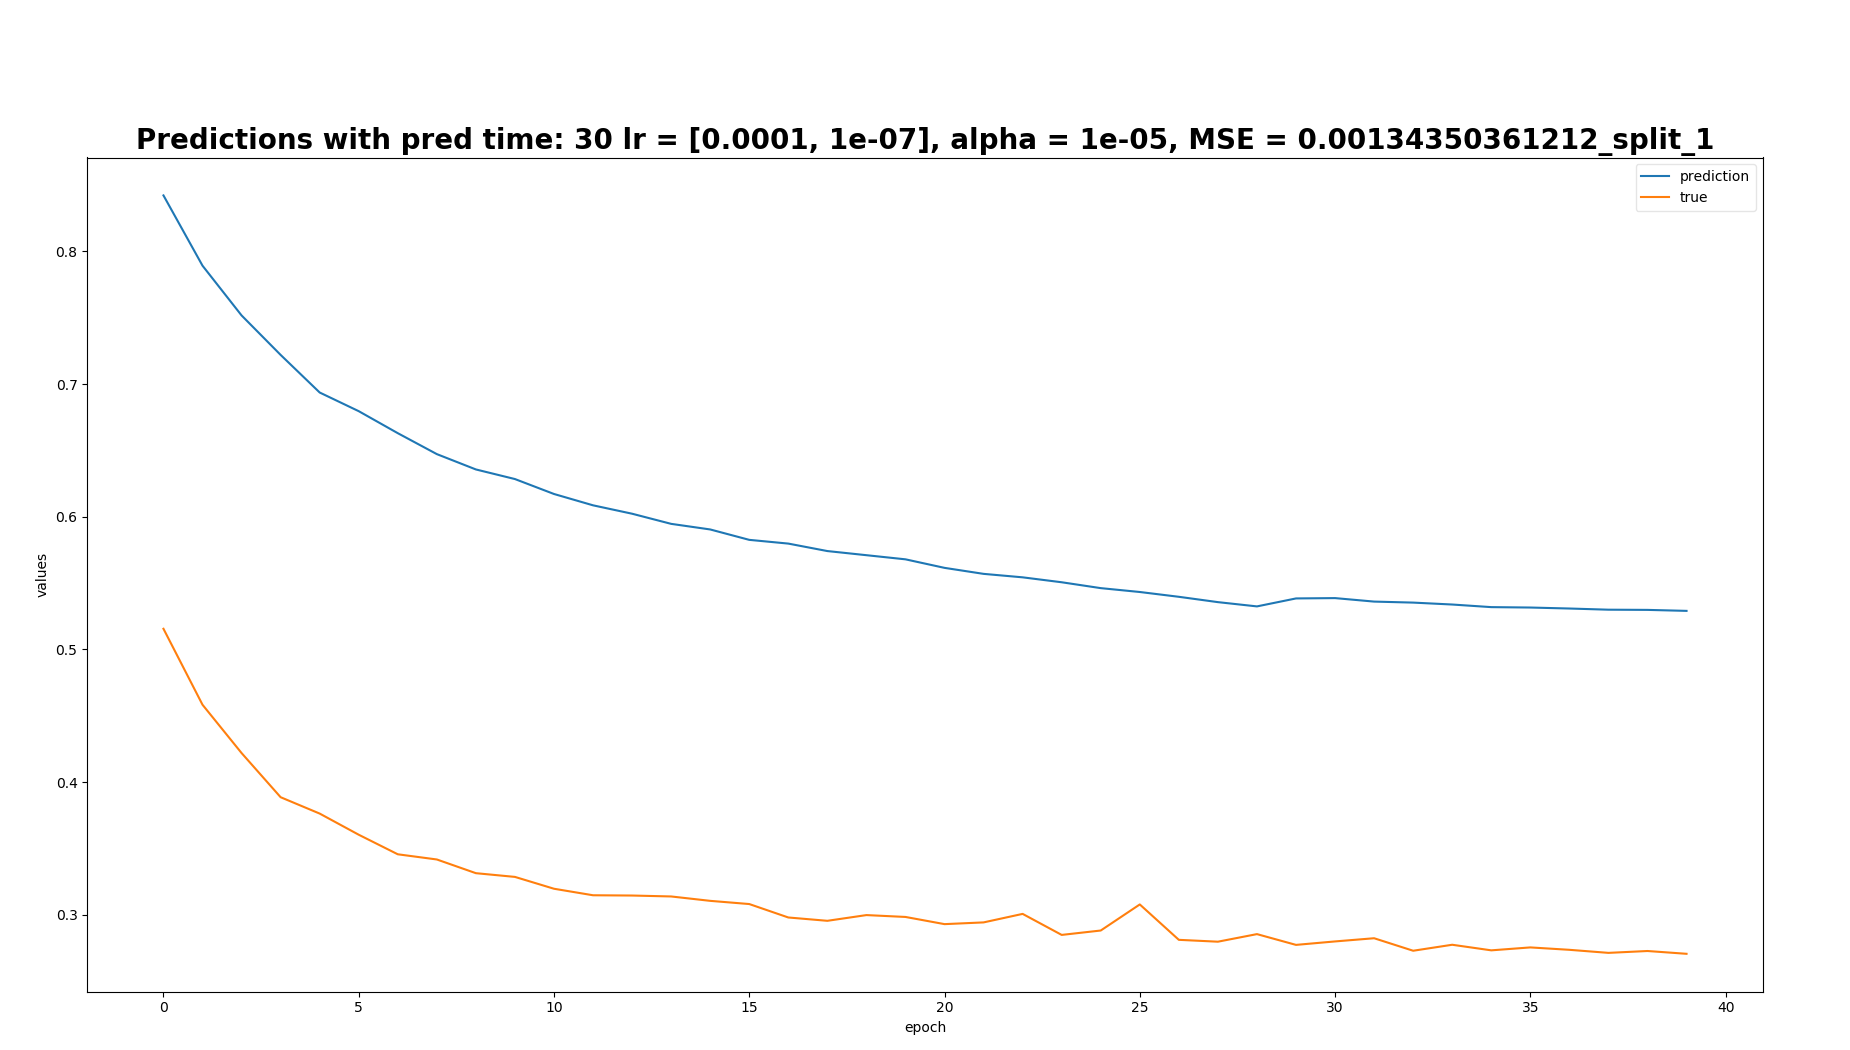 Predictions with pred time: 30 lr = [0.0001, 1e-07], alpha = 1e-05, MSE = 0.00134350361212_split_1
prediction
true
0.8
0.7
0.6
0.5
0.4
0.3
values
0 5 10 15 20 25 30 35 40
epoch